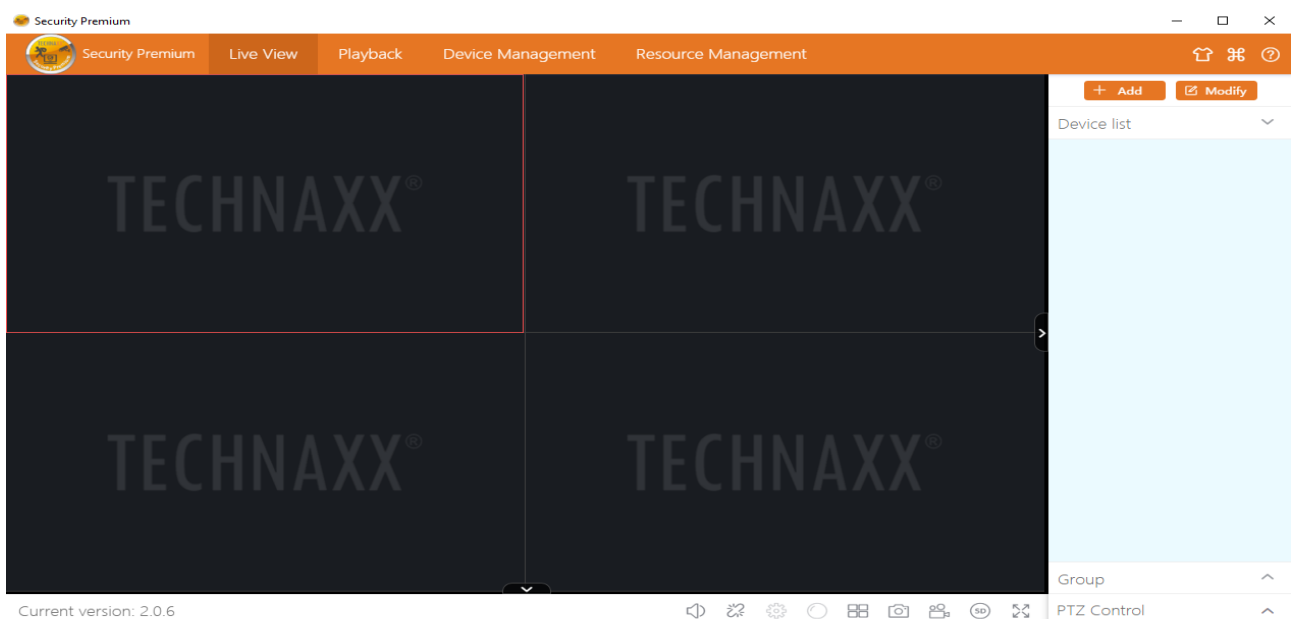 Security Premium
Security Premium Live View Playback Device Management Resource Management
+ Add Modify
Device list
TECHNAXX® TECHNAXX®
TECHNAXX® TECHNAXX®
Group
Current version: 2.0.6 SD PTZ Control